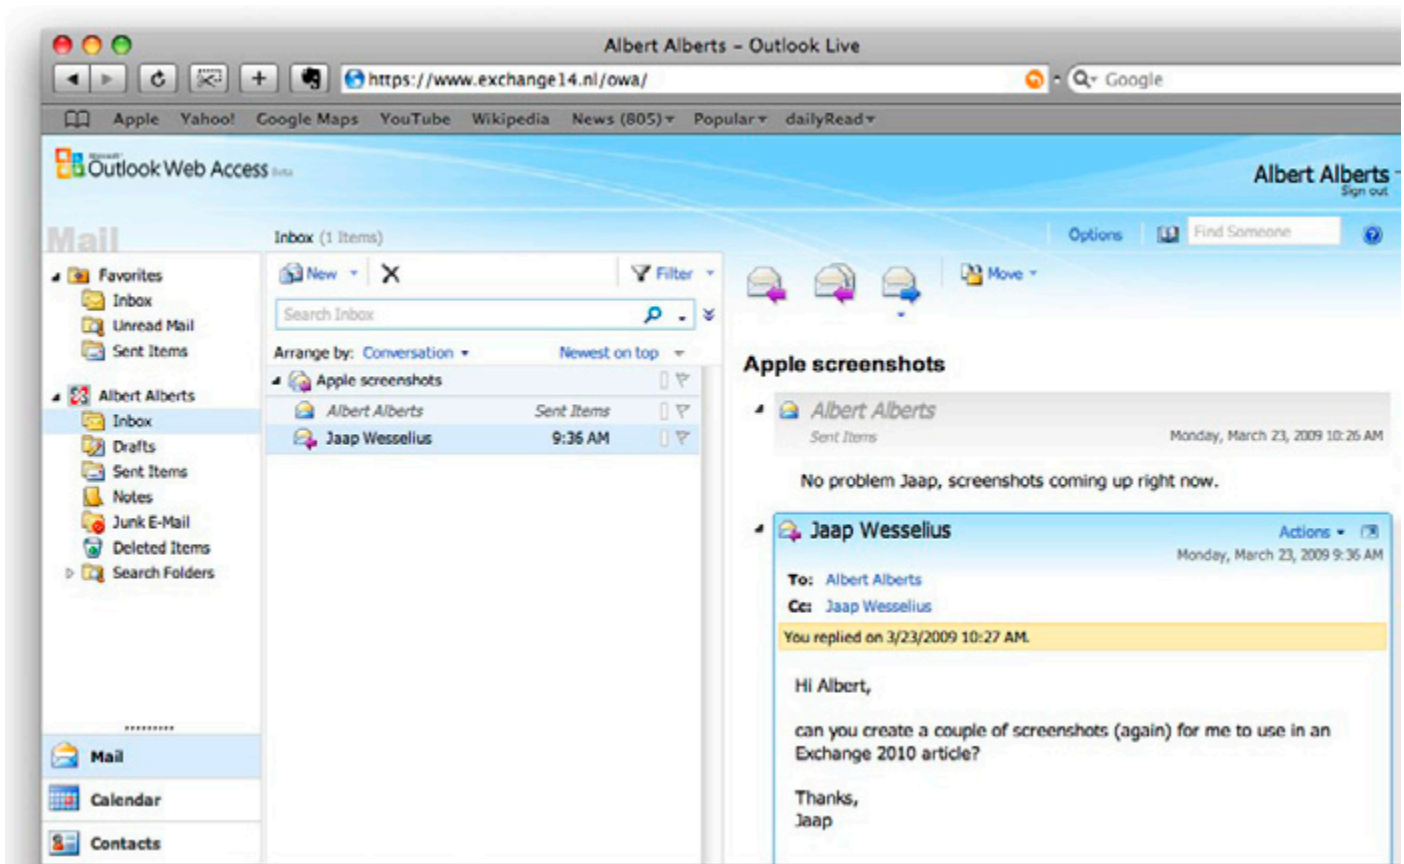 Albert Alberts – Outlook Live
https://www.exchange14.nl/owa/
Google
Apple Yahoo! Google Maps YouTube Wikipedia News (805) Popular dailyRead
Microsoft
Outlook Web Access Beta
Albert Alberts
Sign out
Mail
Inbox (1 Items)
Options
Find Someone
Favorites
Inbox
Unread Mail
Sent Items
Albert Alberts
Inbox
Drafts
Sent Items
Notes
Junk E-Mail
Deleted Items
Search Folders
Mail
Calendar
Contacts
New
Filter
Search Inbox
Arrange by: Conversation Newest on top
Apple screenshots
Albert Alberts Sent Items
Jaap Wesselius 9:36 AM
Move
Apple screenshots
Albert Alberts
Sent Items Monday, March 23, 2009 10:26 AM
No problem Jaap, screenshots coming up right now.
Jaap Wesselius Actions
Monday, March 23, 2009 9:36 AM
To: Albert Alberts
Cc: Jaap Wesselius
You replied on 3/23/2009 10:27 AM.
Hi Albert,
can you create a couple of screenshots (again) for me to use in an
Exchange 2010 article?
Thanks,
Jaap